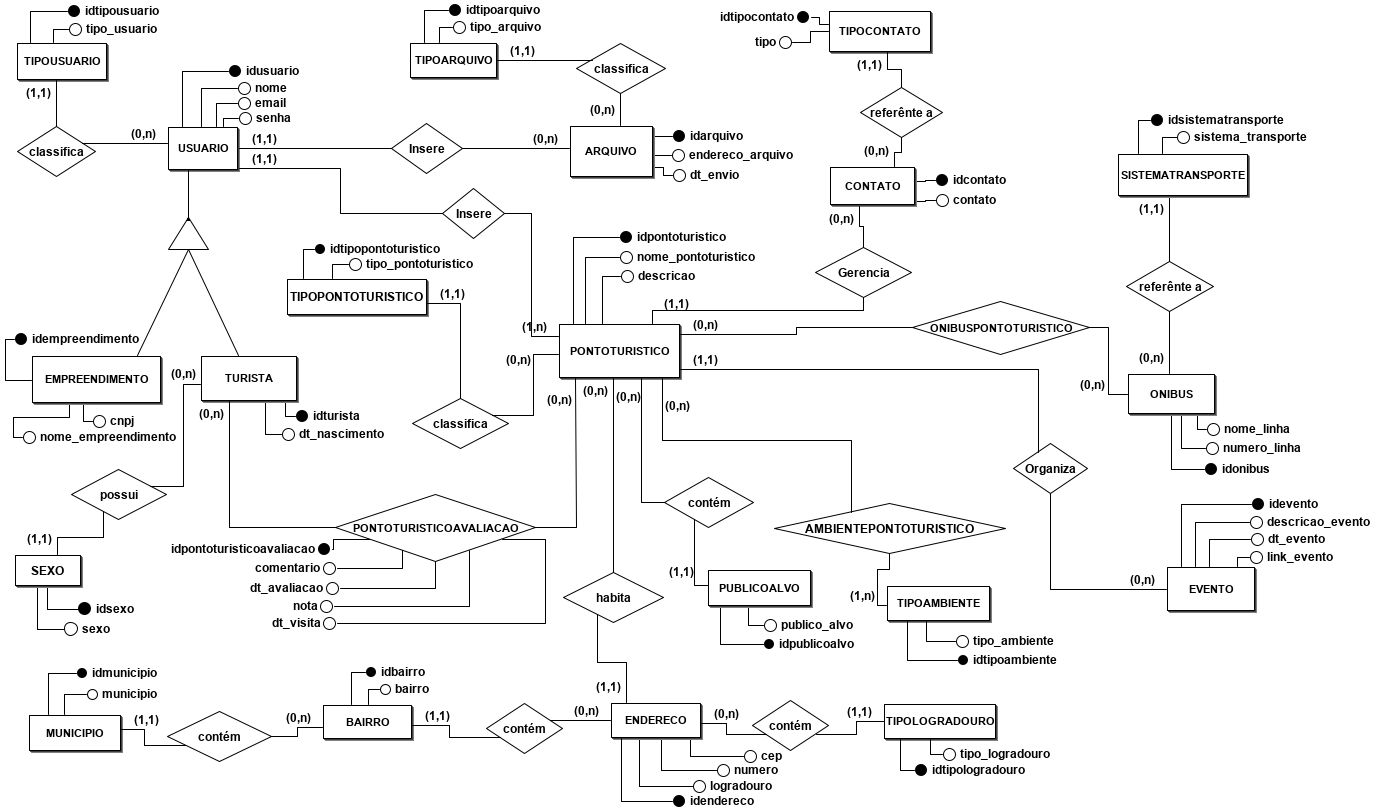 idtipousuario
tipo_usuario
TIPOUSUARIO
(1,1)
classifica
(0,n)
idusuario
nome
email
senha
USUARIO
(1,1)
(1,1)
idtipoarquivo
tipo_arquivo
TIPOARQUIVO
(1,1)
classifica
(0,n)
Insere
(0,n)
ARQUIVO
idarquivo
endereco_arquivo
dt_envio
idtipocontato
tipo
TIPOCONTATO
(1,1)
referênte a
(0,n)
CONTATO
idcontato
contato
(0,n)
Gerencia
(1,1)
idsistematransporte
sistema_transporte
SISTEMATRANSPORTE
(1,1)
referênte a
(0,n)
ONIBUS
nome_linha
numero_linha
idonibus
(0,n)
ONIBUSPONTOTURISTICO
(0,n)
Insere
(1,n)
idpontoturistico
nome_pontoturistico
descricao
PONTOTURISTICO
idtipopontoturistico
tipo_pontoturistico
TIPOPONTOTURISTICO
(1,1)
classifica
(0,n)
idempreendimento
EMPREENDIMENTO
cnpj
nome_empreendimento
TURISTA
idturista
dt_nascimento
(0,n)
possui
(1,1)
SEXO
idsexo
sexo
(0,n)
PONTOTURISTICOAVALIACAO
(0,n)
idpontoturisticoavaliacao
comentario
dt_avaliacao
nota
dt_visita
(0,n)
habita
(1,1)
(0,n)
contém
(1,1)
PUBLICOALVO
publico_alvo
idpublicoalvo
(0,n)
AMBIENTEPONTOTURISTICO
(1,n)
TIPOAMBIENTE
tipo_ambiente
idtipoambiente
(1,1)
Organiza
(0,n)
EVENTO
idevento
descricao_evento
dt_evento
link_evento
idmunicipio
municipio
MUNICIPIO
(1,1)
contém
(0,n)
idbairro
bairro
BAIRRO
(1,1)
contém
(0,n)
ENDERECO
cep
numero
logradouro
idendereco
(0,n)
contém
(1,1)
TIPOLOGRADOURO
tipo_logradouro
idtipologradouro